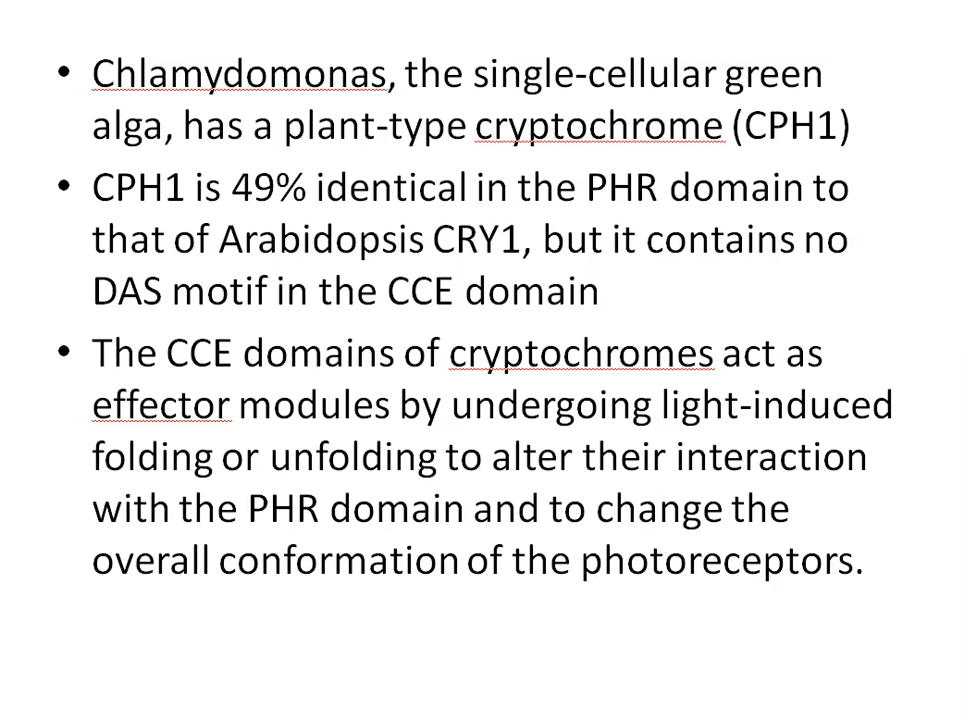 • Chlamydomonas, the single-cellular green
alga, has a plant-type cryptochrome (CPH1)
• CPH1 is 49% identical in the PHR domain to
that of Arabidopsis CRY1, but it contains no
DAS motif in the CCE domain
• The CCE domains of cryptochromes act as
effector modules by undergoing light-induced
folding or unfolding to alter their interaction
with the PHR domain and to change the
overall conformation of the photoreceptors.